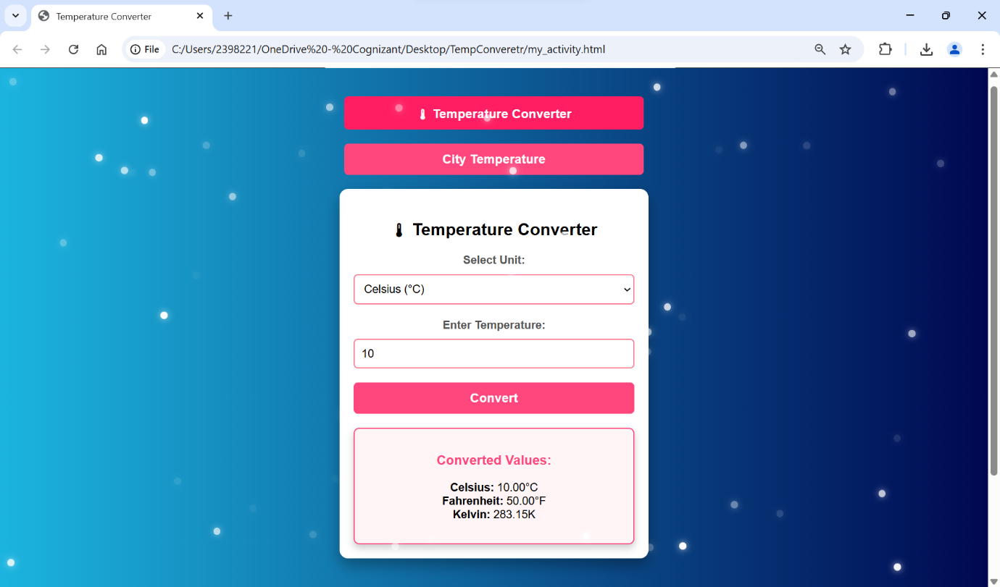 Temperature Converter
File
C:/Users/2398221/OneDrive%20-%20Cognizant/Desktop/TempConveretr/my_activity.html
🌡 Temperature Converter
City Temperature
🌡 Temperature Converter
Select Unit:
Celsius (°C)
Enter Temperature:
10
Convert
Converted Values:
Celsius: 10.00°C
Fahrenheit: 50.00°F
Kelvin: 283.15K